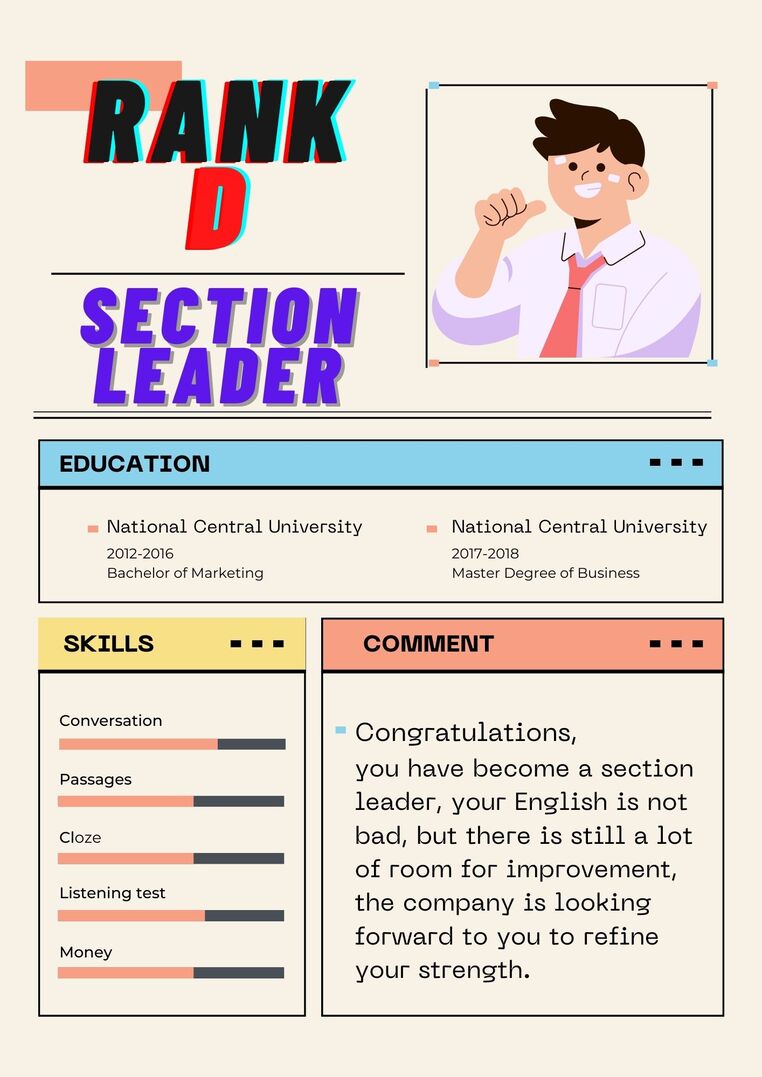 RANK
D
SECTION
LEADER
EDUCATION
National Central University
2012-2016
Bachelor of Marketing
National Central University
2017-2018
Master Degree of Business
SKILLS
Conversation
Passages
Cloze
Listening test
Money
COMMENT
Congratulations,
you have become a section
leader, your English is not
bad, but there is still a lot
of room for improvement,
the company is looking
forward to you to refine
your strength.